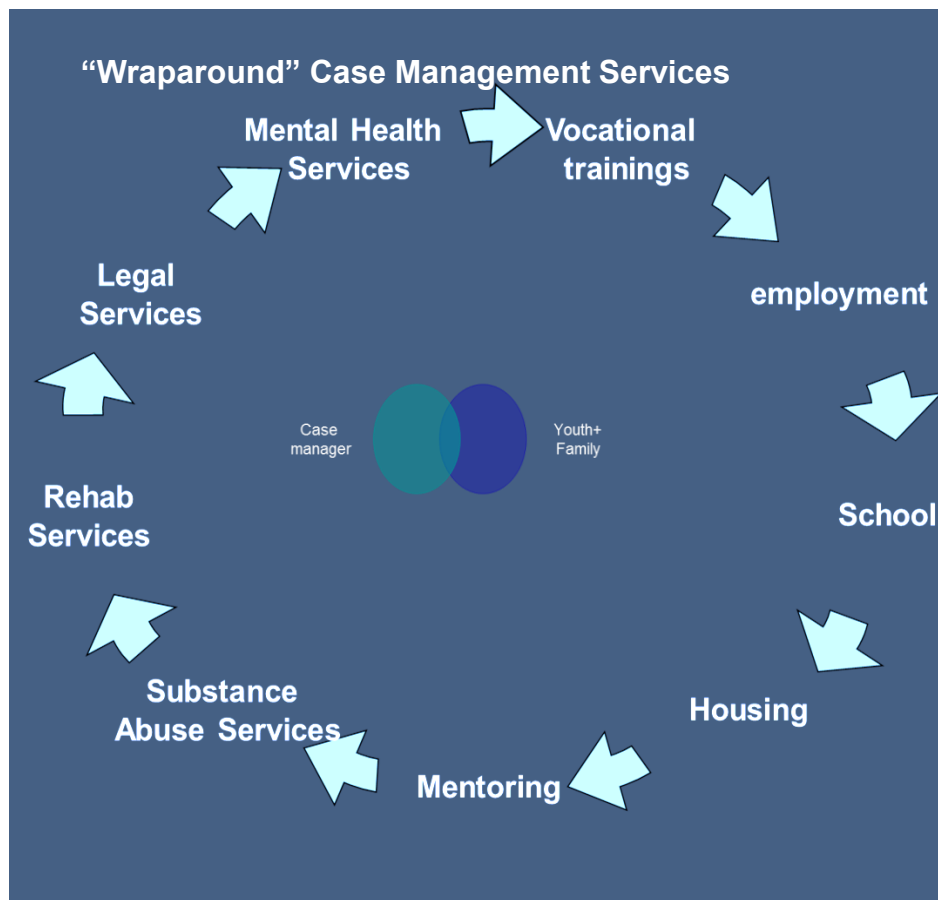 “Wraparound” Case Management Services
Mental Health
Services
Vocational
trainings
employment
School
Housing
Mentoring
Substance
Abuse Services
Rehab
Services
Legal
Services
Case
manager
Youth+
Family